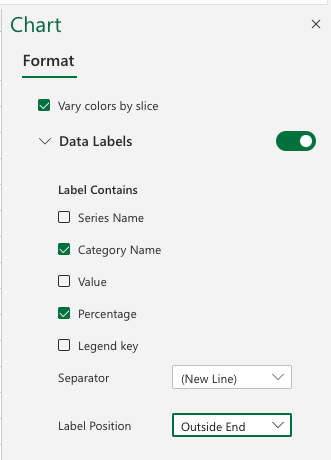 Chart
Format
Vary colors by slice
Data Labels
Label Contains
Series Name
Category Name
Value
Percentage
Legend key
Separator (New Line)
Label Position Outside End